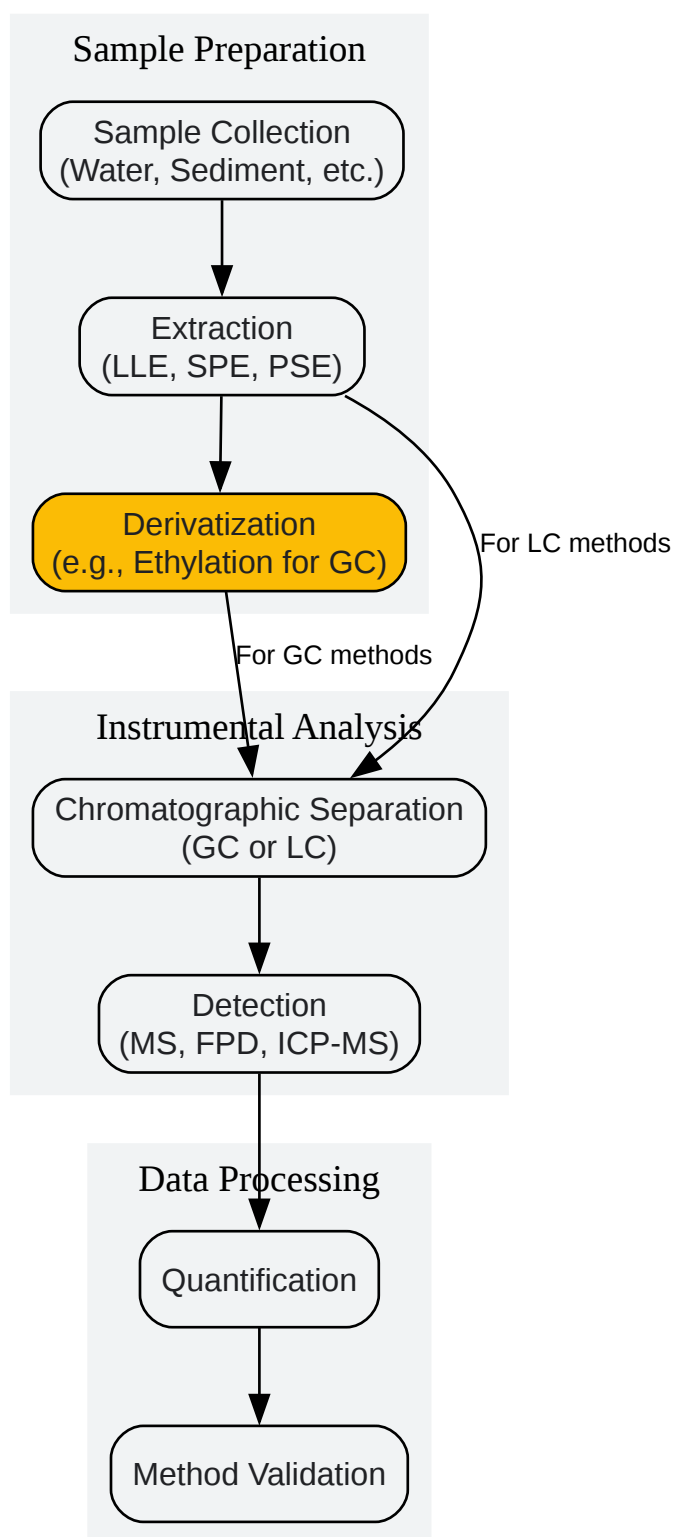 Sample Preparation
Sample Collection
(Water, Sediment, etc.)
Extraction
(LLE, SPE, PSE)
Derivatization
(e.g., Ethylation for GC)
For LC methods
For GC methods
Instrumental Analysis
Chromatographic Separation
(GC or LC)
Detection
(MS, FPD, ICP-MS)
Data Processing
Quantification
Method Validation